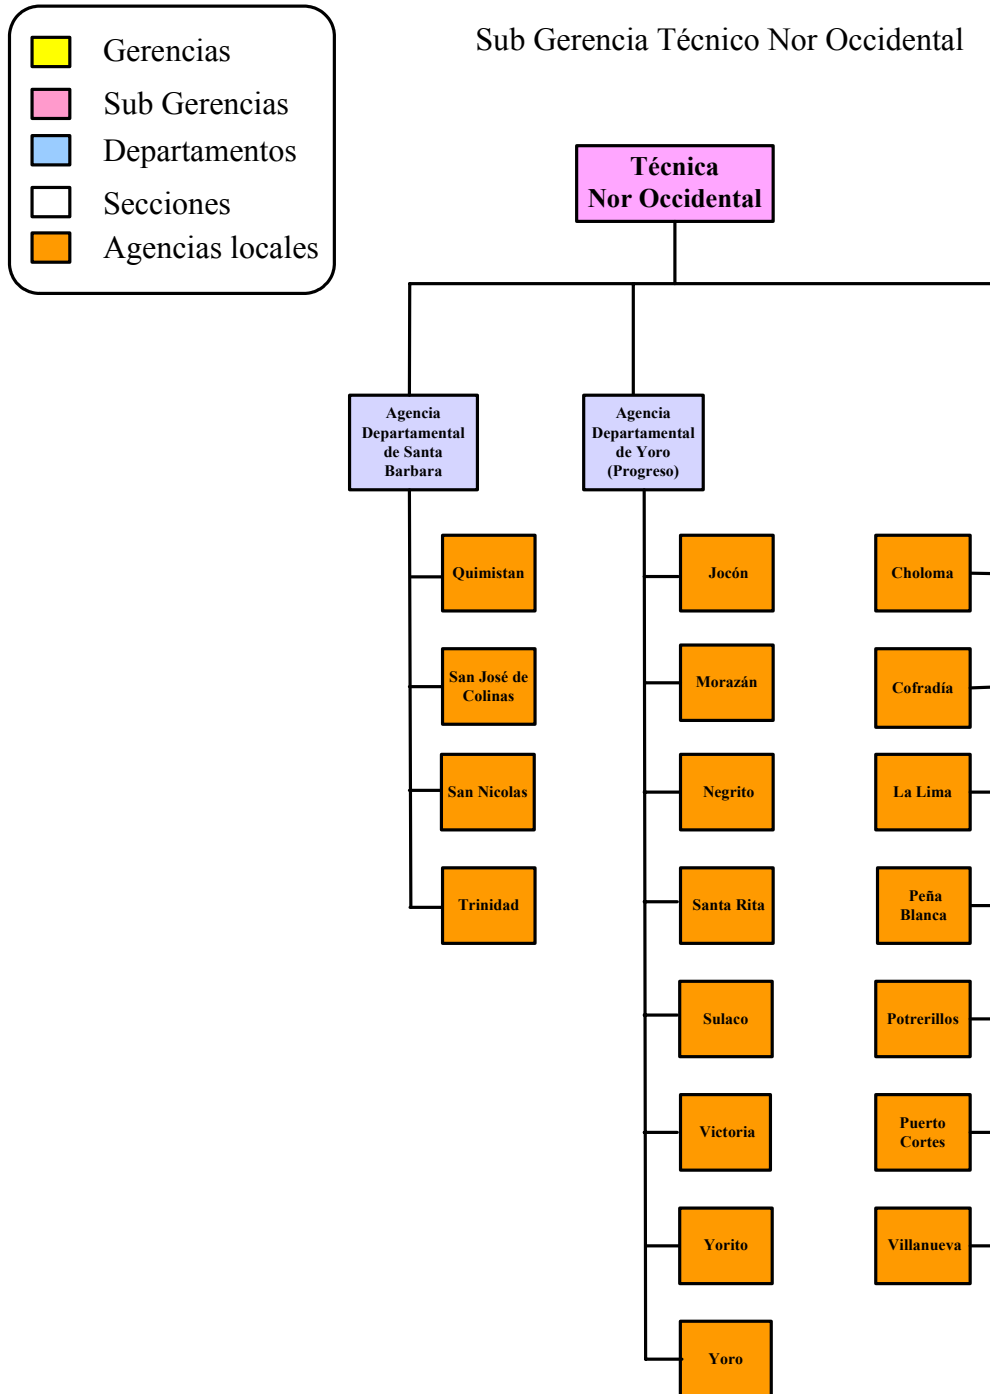 Gerencias
Sub Gerencias
Departamentos
Secciones
Agencias locales
Sub Gerencia Técnico Nor Occidental
Técnica
Nor Occidental
Agencia
Departamental
de Santa
Barbara
Agencia
Departamental
de Yoro
(Progreso)
Quimistan
San José de
Colinas
San Nicolas
Trinidad
Jocón
Morazán
Negrito
Santa Rita
Sulaco
Victoria
Yorito
Yoro
Choloma
Cofradía
La Lima
Peña
Blanca
Potrerillos
Puerto
Cortes
Villanueva